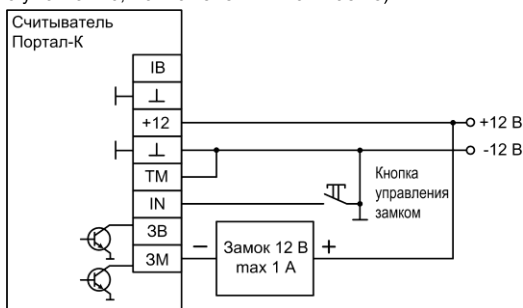 Считыватель
Портал-К
IB
⊥
+12
⊥
TM
IN
ЗВ
ЗМ
+12 В
-12 В
Кнопка
управления
замком
− Замок 12 В +
max 1 А